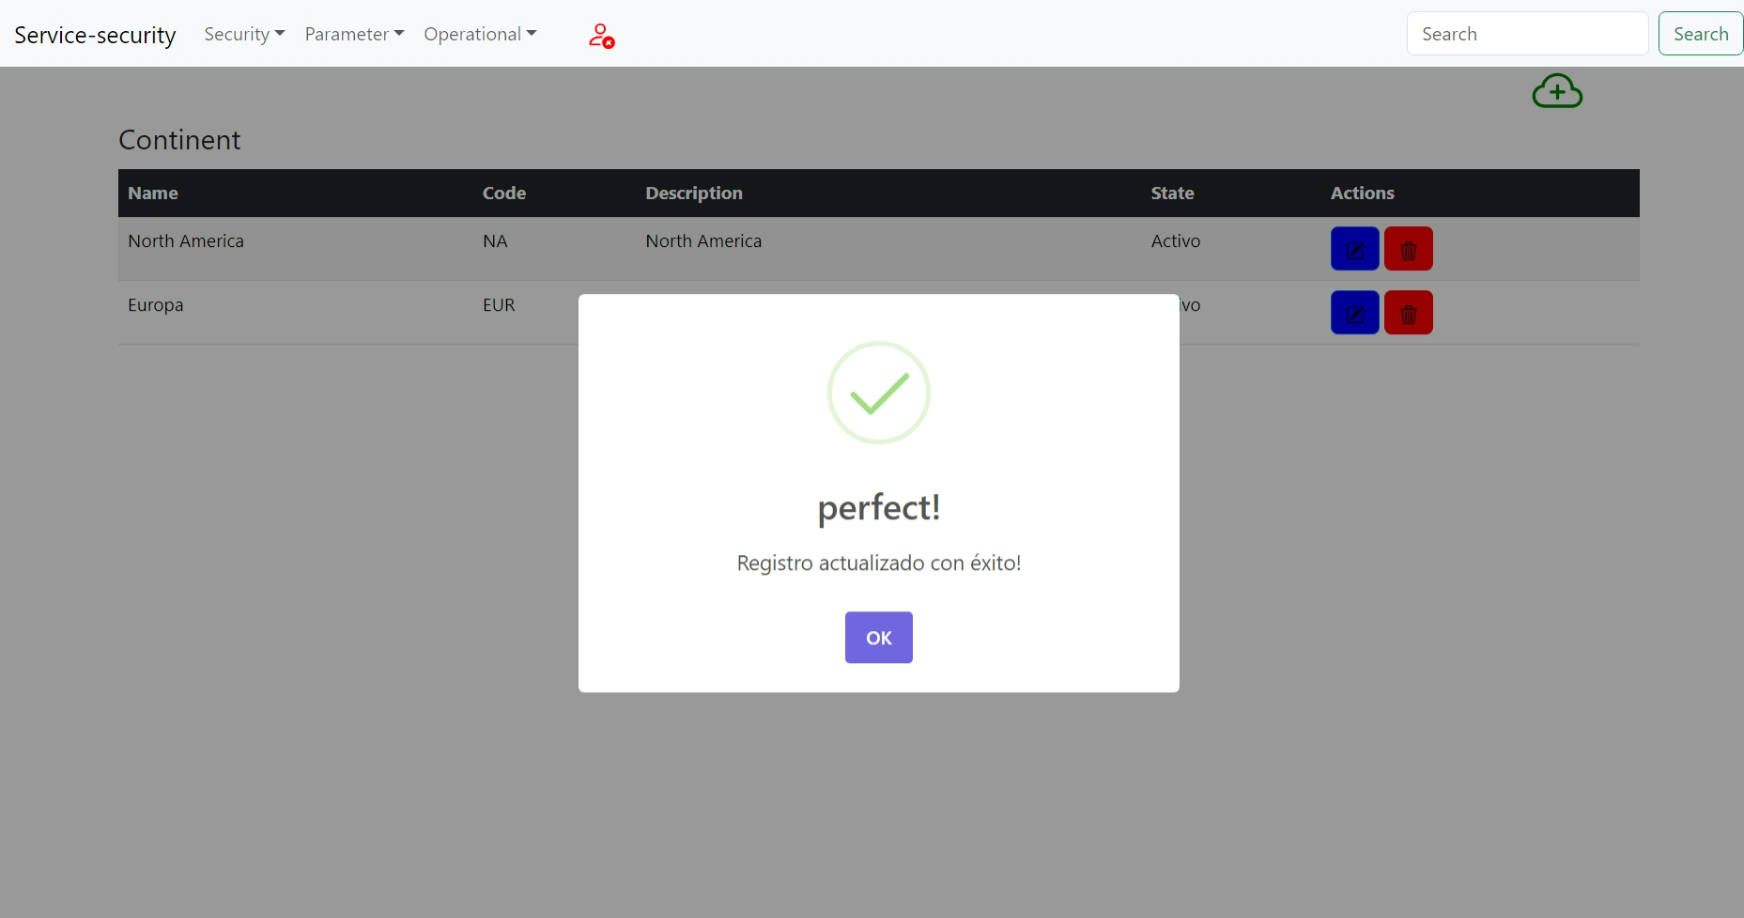 Service-security Security Parameter Operational Search Search
Continent
Name Code Description State Actions
North America NA North America Activo
Europa EUR
perfect!
Registro actualizado con éxito!
OK